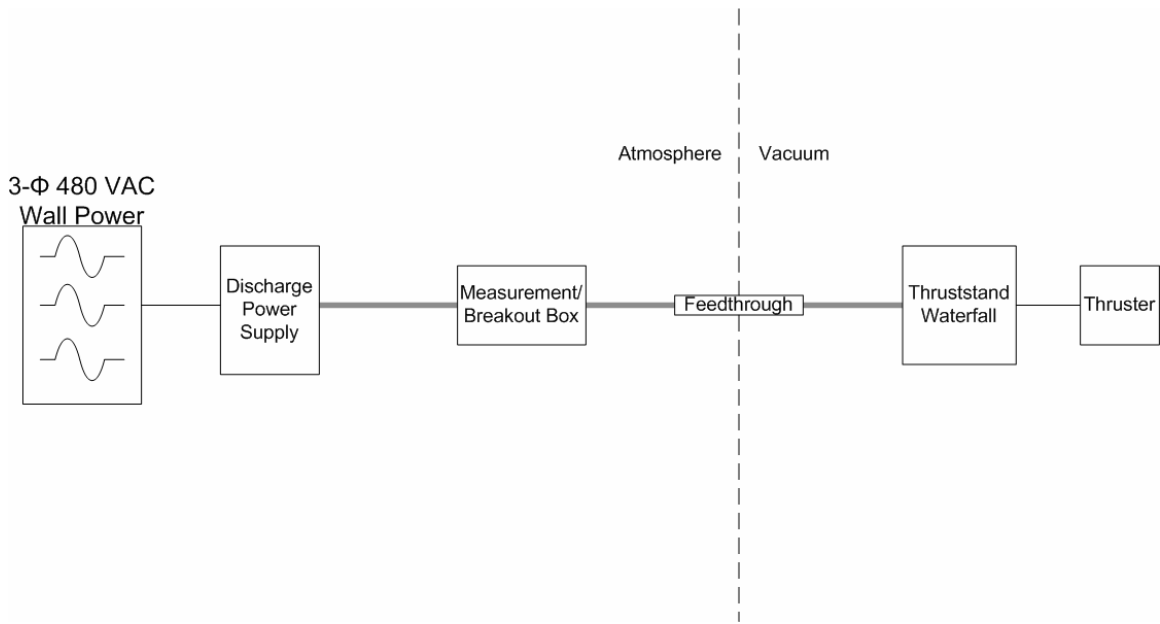 Atmosphere
Vacuum
3-Φ 480 VAC
Wall Power
Discharge
Power
Supply
Measurement/
Breakout Box
Feedthrough
Thruststand
Waterfall
Thruster